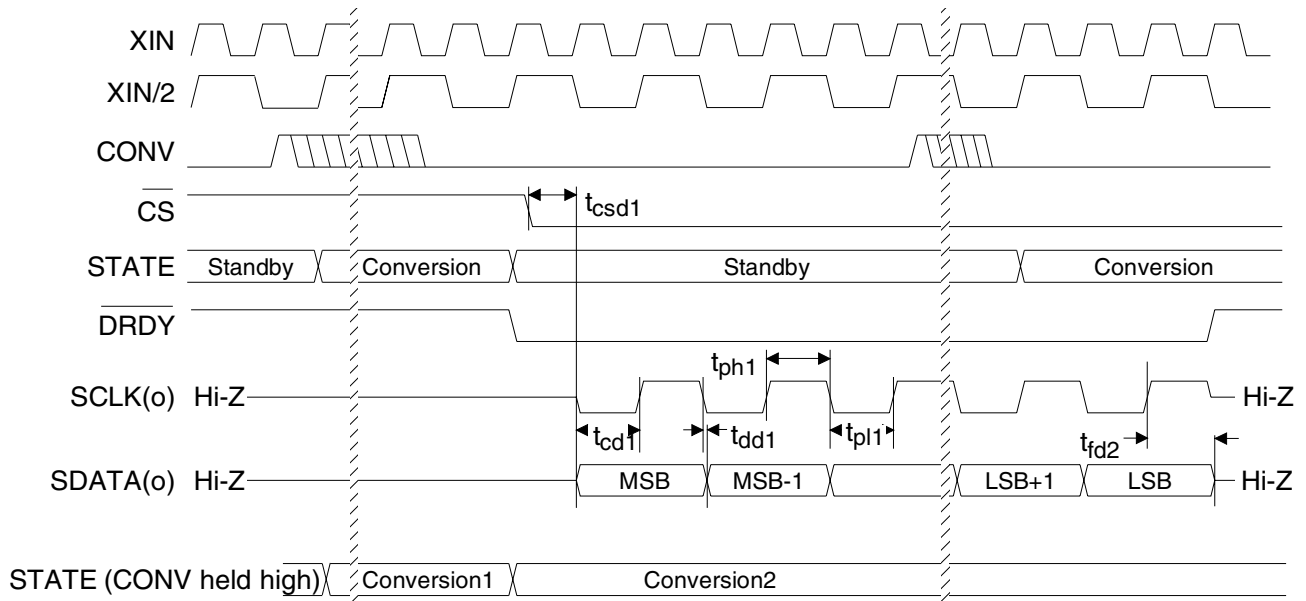 XIN
XIN/2
CONV
CS
t csd1
STATE Standby Conversion Standby Conversion
DRDY
t ph1
SCLK(o) Hi-Z Hi-Z
t cd1 t dd1 t pl1 t fd2
SDATA(o) Hi-Z MSB MSB-1 LSB+1 LSB Hi-Z
STATE (CONV held high) Conversion1 Conversion2